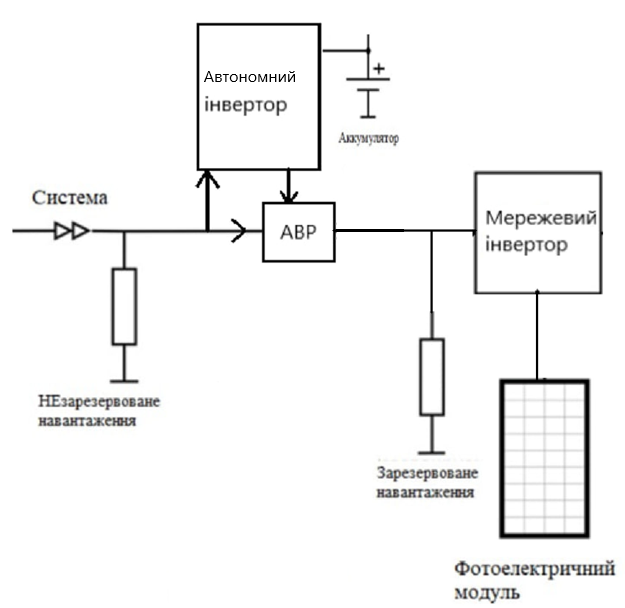 Автономний
інвертор
+
Аккумулятор
Система
АВР
Мережевий
інвертор
НЕзарезервоване
навантаження
Зарезервоване
навантаження
Фотоелектричний
модуль